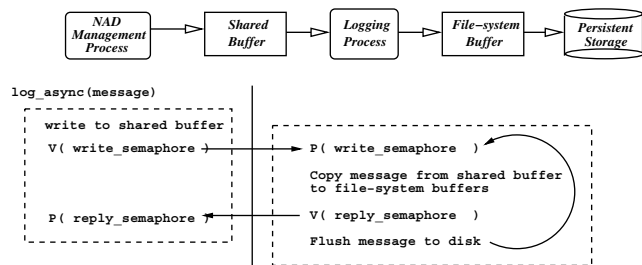 NAD
Management
Process
Shared
Buffer
Logging
Process
File-system
Buffer
Persistent
Storage
log_async(message)
write to shared buffer
V( write_semaphore )
P( reply_semaphore )
P( write_semaphore )
Copy message from shared buffer
to file-system buffers
V( reply_semaphore )
Flush message to disk